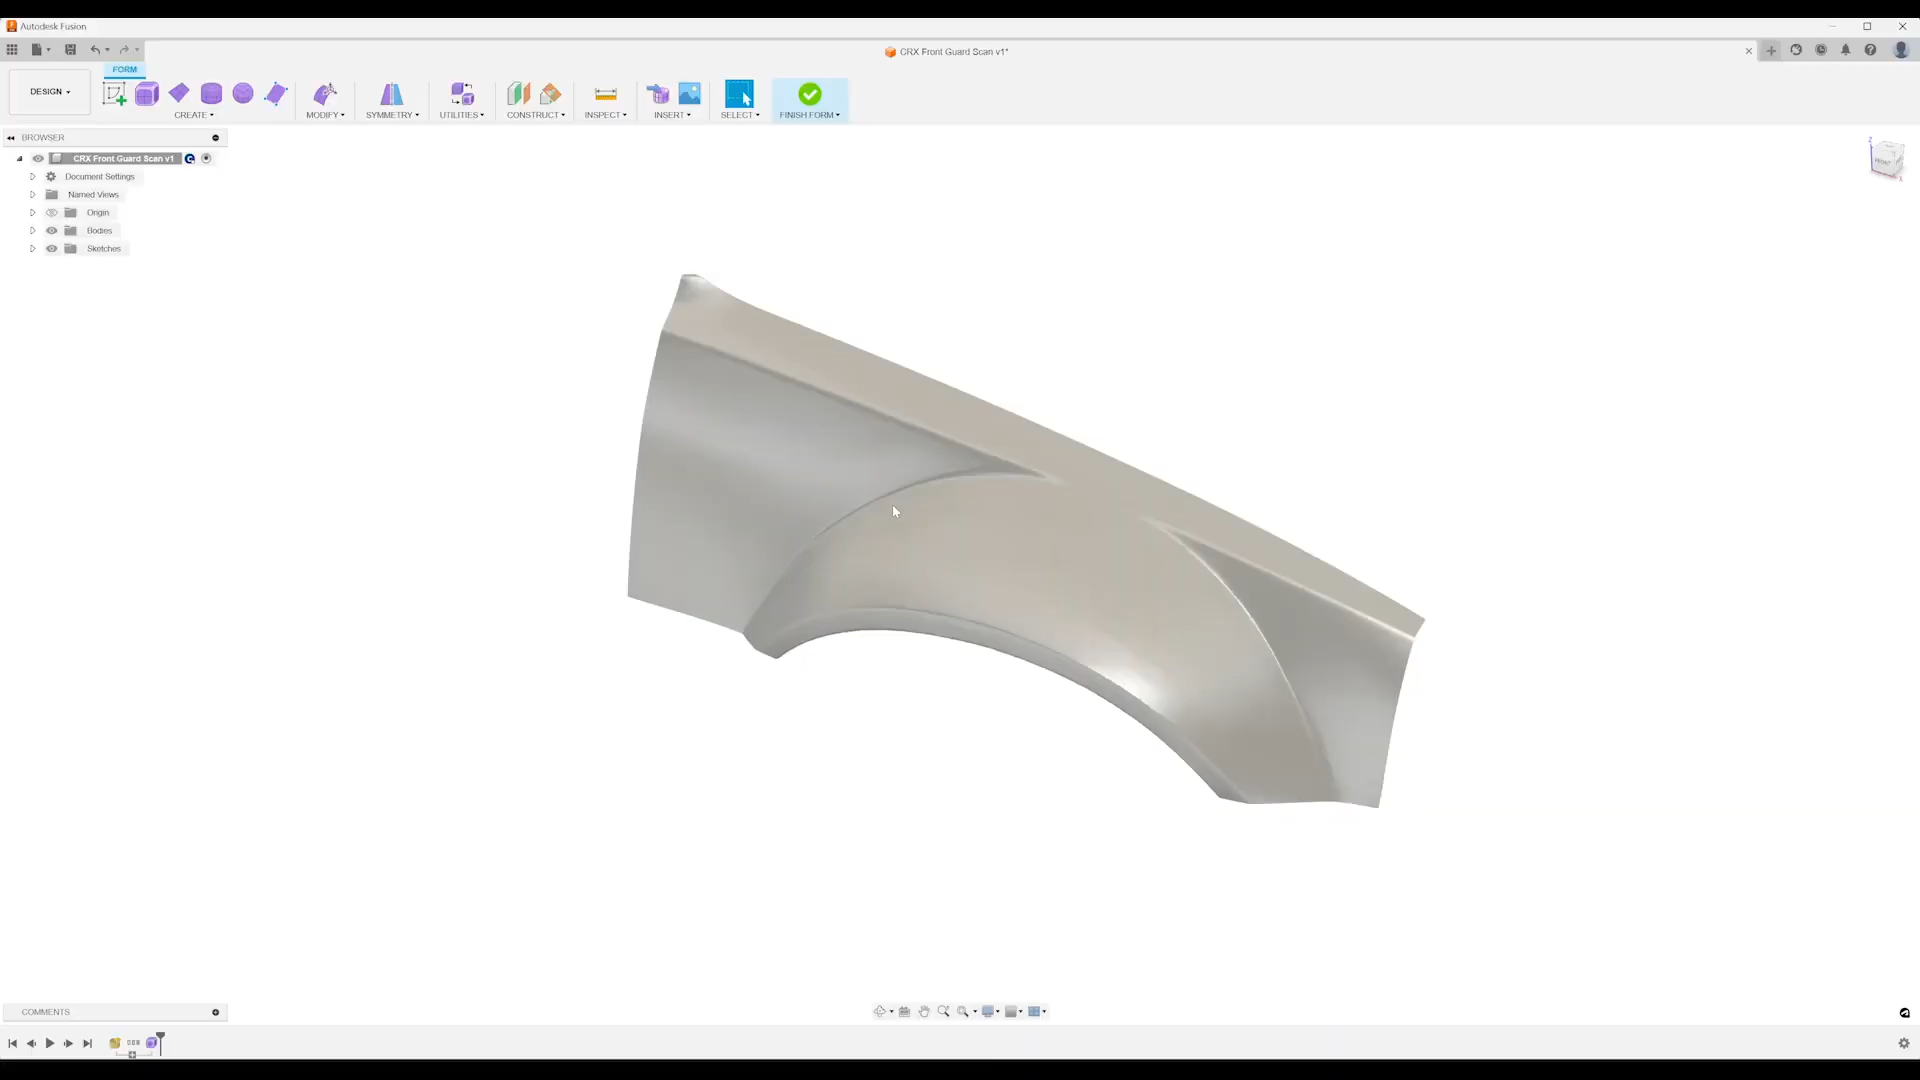 Autodesk Fusion
CRX Front Guard Scan v1*
FORM
DESIGN
CREATE
MODIFY
SYMMETRY
UTILITIES
CONSTRUCT
INSPECT
INSERT
SELECT
FINISH FORM
BROWSER
CRX Front Guard Scan v1
Document Settings
Named Views
Origin
Bodies
Sketches
FRONT
Z
X
COMMENTS